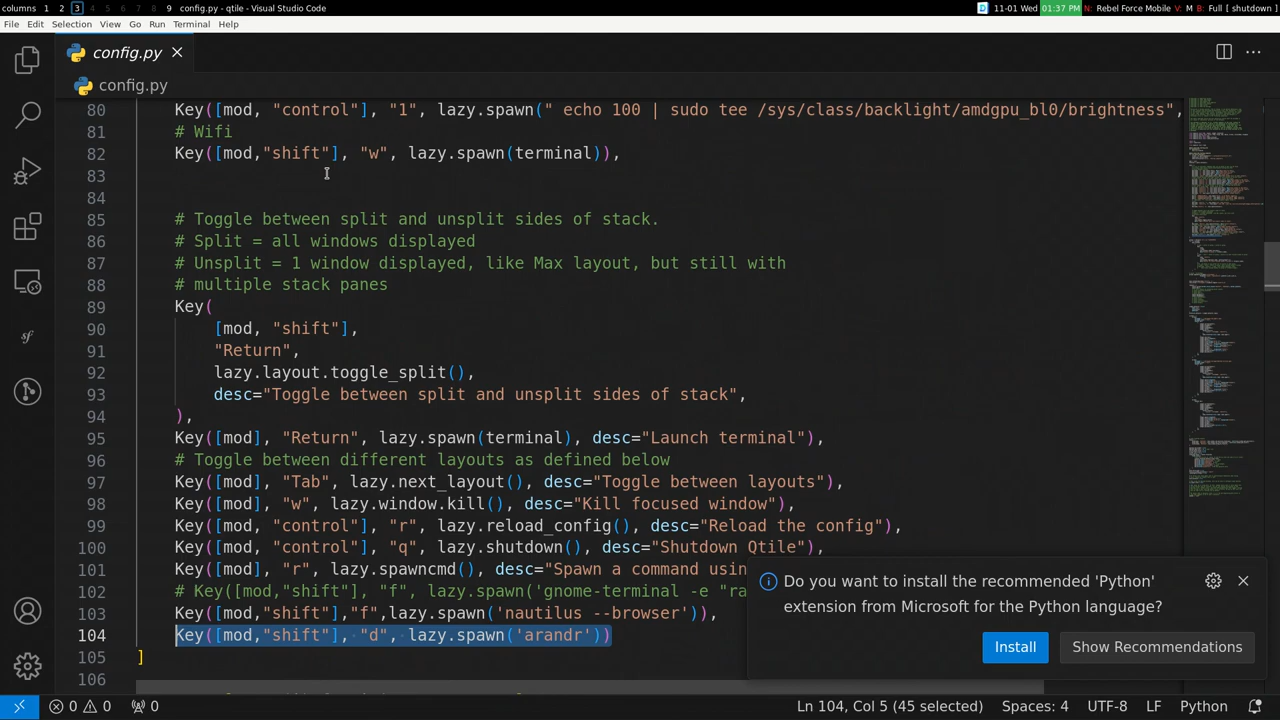 columns 1 2 3 4 5 6 7 8 9 config.py - qtile - Visual Studio Code D 11-01 Wed 01:37 PM N: Rebel Force Mobile V: M B: Full [ shutdown ]
File Edit Selection View Go Run Terminal Help
config.py
config.py
80 Key([mod, "control"], "1", lazy.spawn(" echo 100 | sudo tee /sys/class/backlight/amdgpu_bl0/brightness",
81 # Wifi
82 Key([mod,"shift"], "w", lazy.spawn(terminal)),
83
84
85 # Toggle between split and unsplit sides of stack.
86 # Split = all windows displayed
87 # Unsplit = 1 window displayed, like Max layout, but still with
88 # multiple stack panes
89 Key(
90 [mod, "shift"],
91 "Return",
92 lazy.layout.toggle_split(),
93 desc="Toggle between split and unsplit sides of stack",
94 ),
95 Key([mod], "Return", lazy.spawn(terminal), desc="Launch terminal"),
96 # Toggle between different layouts as defined below
97 Key([mod], "Tab", lazy.next_layout(), desc="Toggle between layouts"),
98 Key([mod], "w", lazy.window.kill(), desc="Kill focused window"),
99 Key([mod, "control"], "r", lazy.reload_config(), desc="Reload the config"),
100 Key([mod, "control"], "q", lazy.shutdown(), desc="Shutdown Qtile"),
101 Key([mod], "r", lazy.spawncmd(), desc="Spawn a command usin
102 # Key([mod,"shift"], "f", lazy.spawn('gnome-terminal -e "ra
103 Key([mod,"shift"],"f",lazy.spawn('nautilus --browser')),
104 Key([mod,"shift"], "d", lazy.spawn('arandr'))
105 ]
106
Do you want to install the recommended 'Python'
extension from Microsoft for the Python language?
Install Show Recommendations
0 0 0 Ln 104, Col 5 (45 selected) Spaces: 4 UTF-8 LF Python